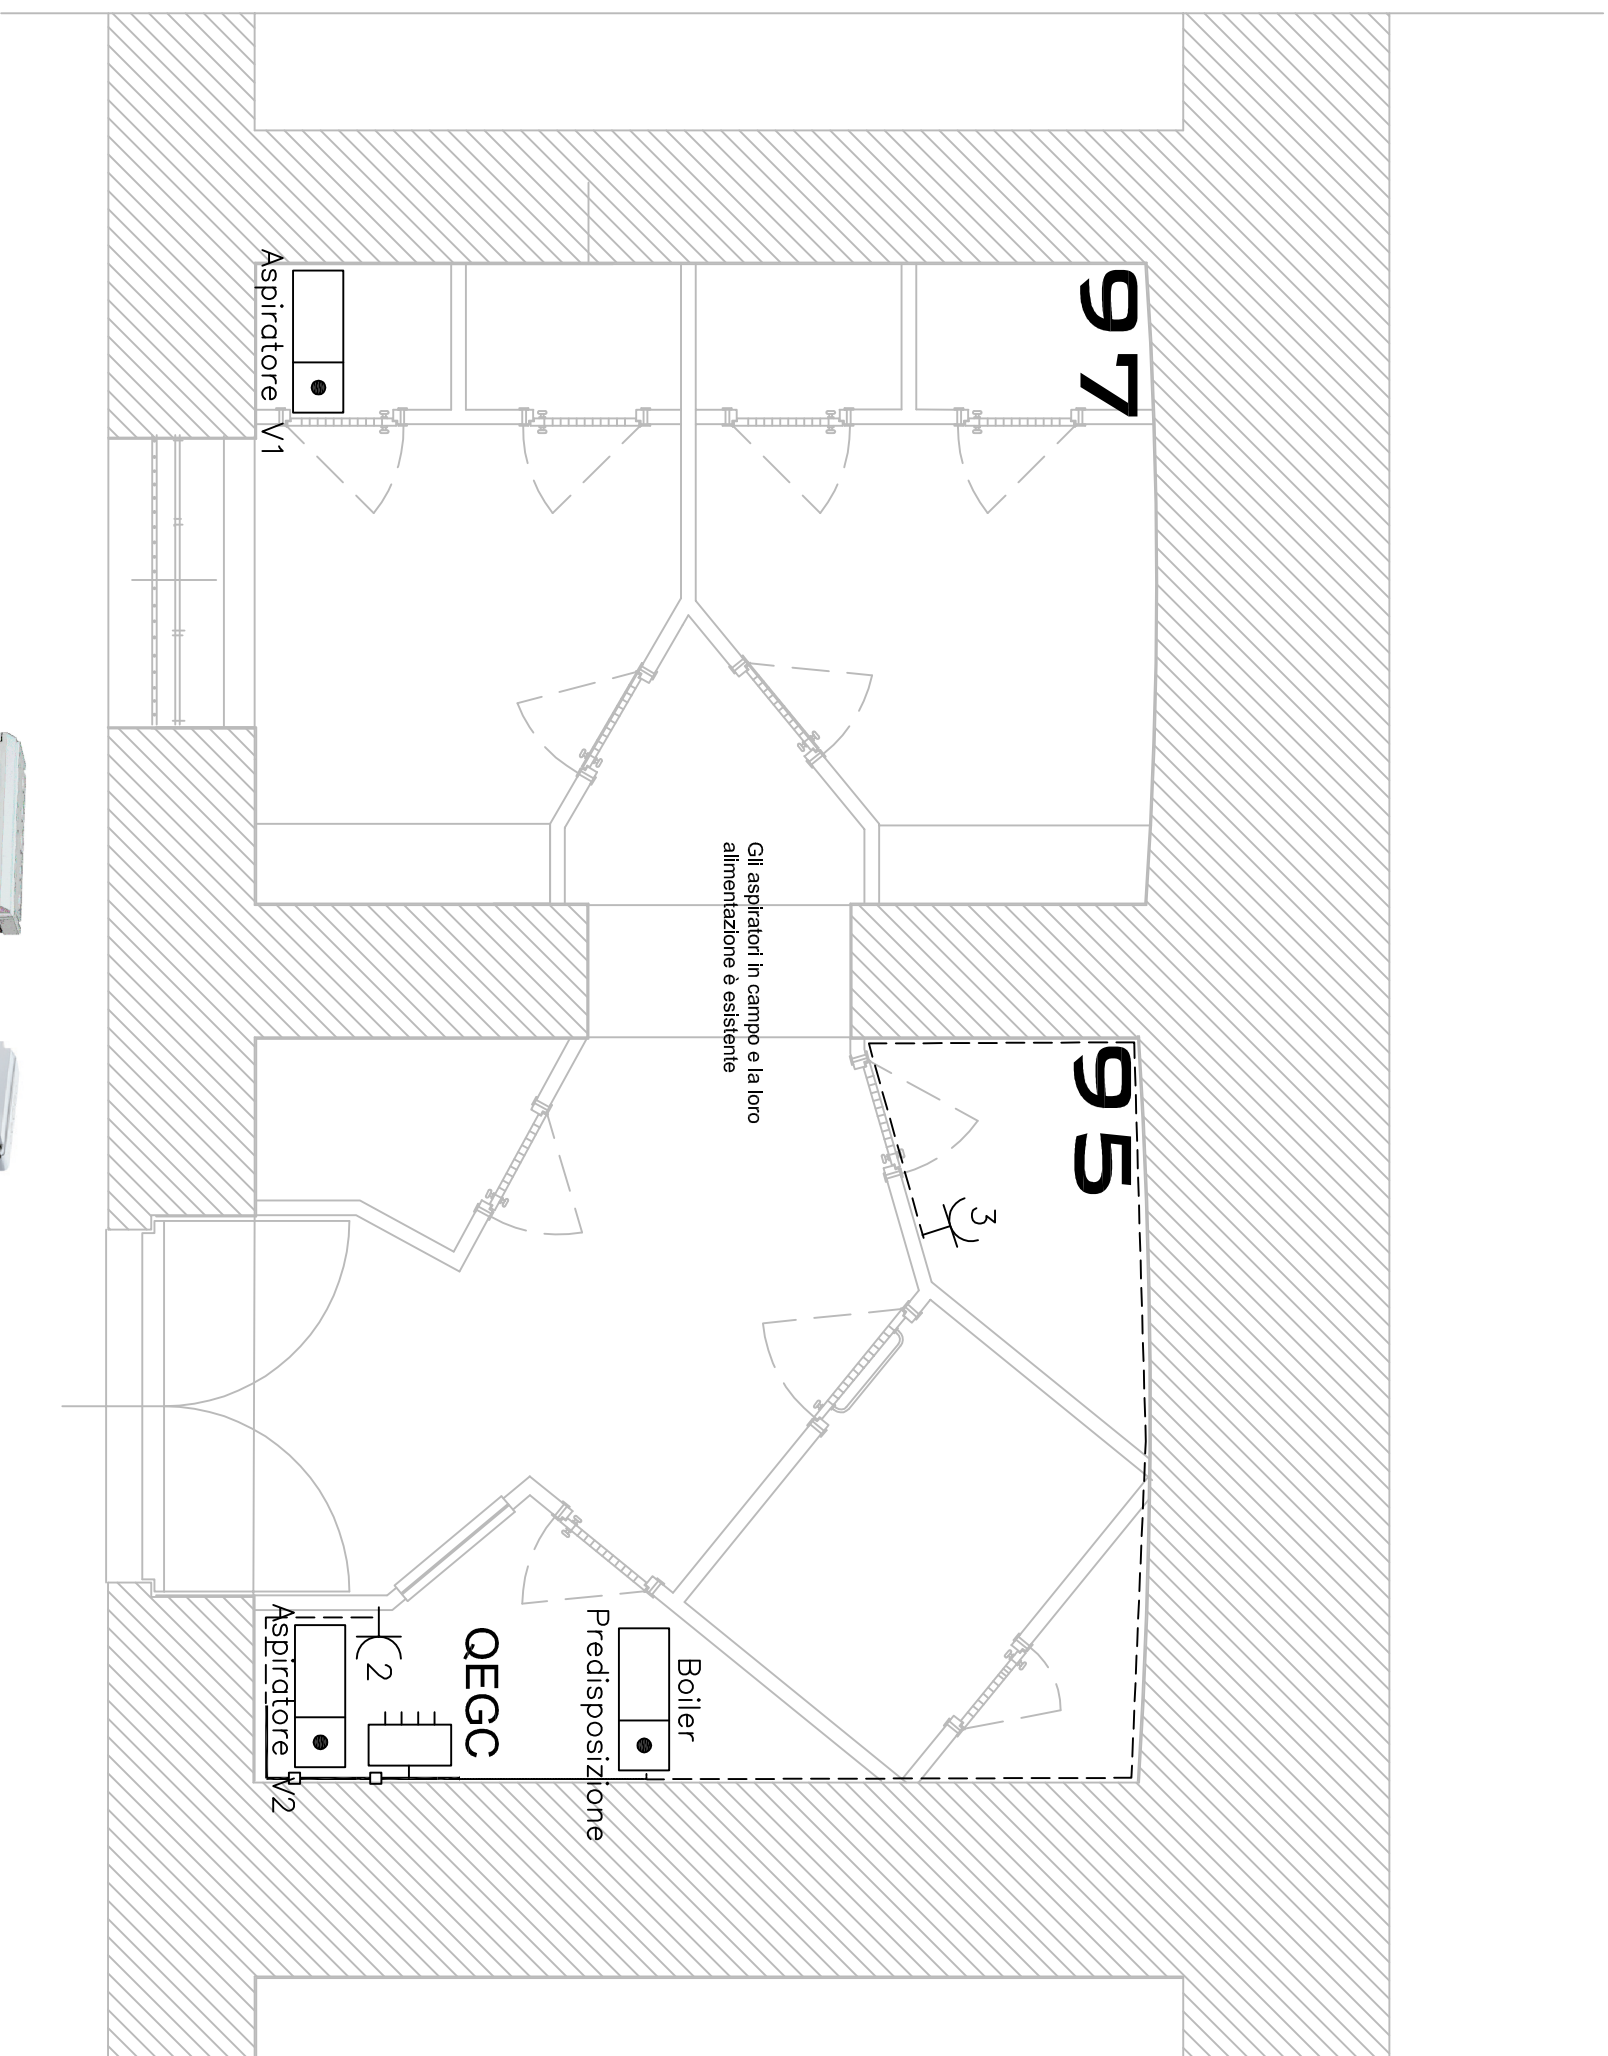 97
Aspiratore V1
Gli aspiratori in campo e la loro
alimentazione è esistente
95
3
Boiler
Predisposizione
QEGC
2
Aspiratore V2